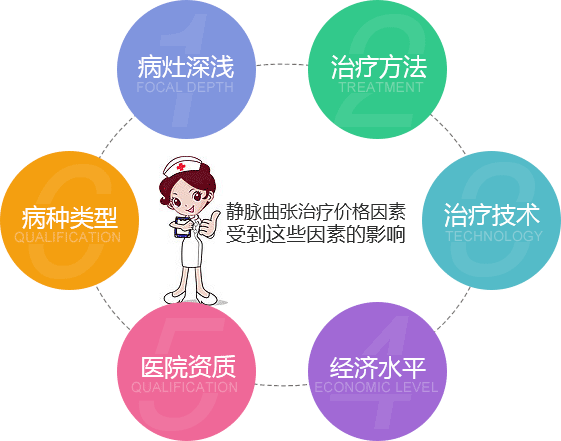 1
病灶深浅
FOCAL DEPTH
2
治疗方法
TREATMENT
3
治疗技术
TECHNOLOGY
4
经济水平
ECONOMIC LEVEL
5
医院资质
QUALIFICATION
6
病种类型
QUALIFICATION
静脉曲张治疗价格因素
受到这些因素的影响